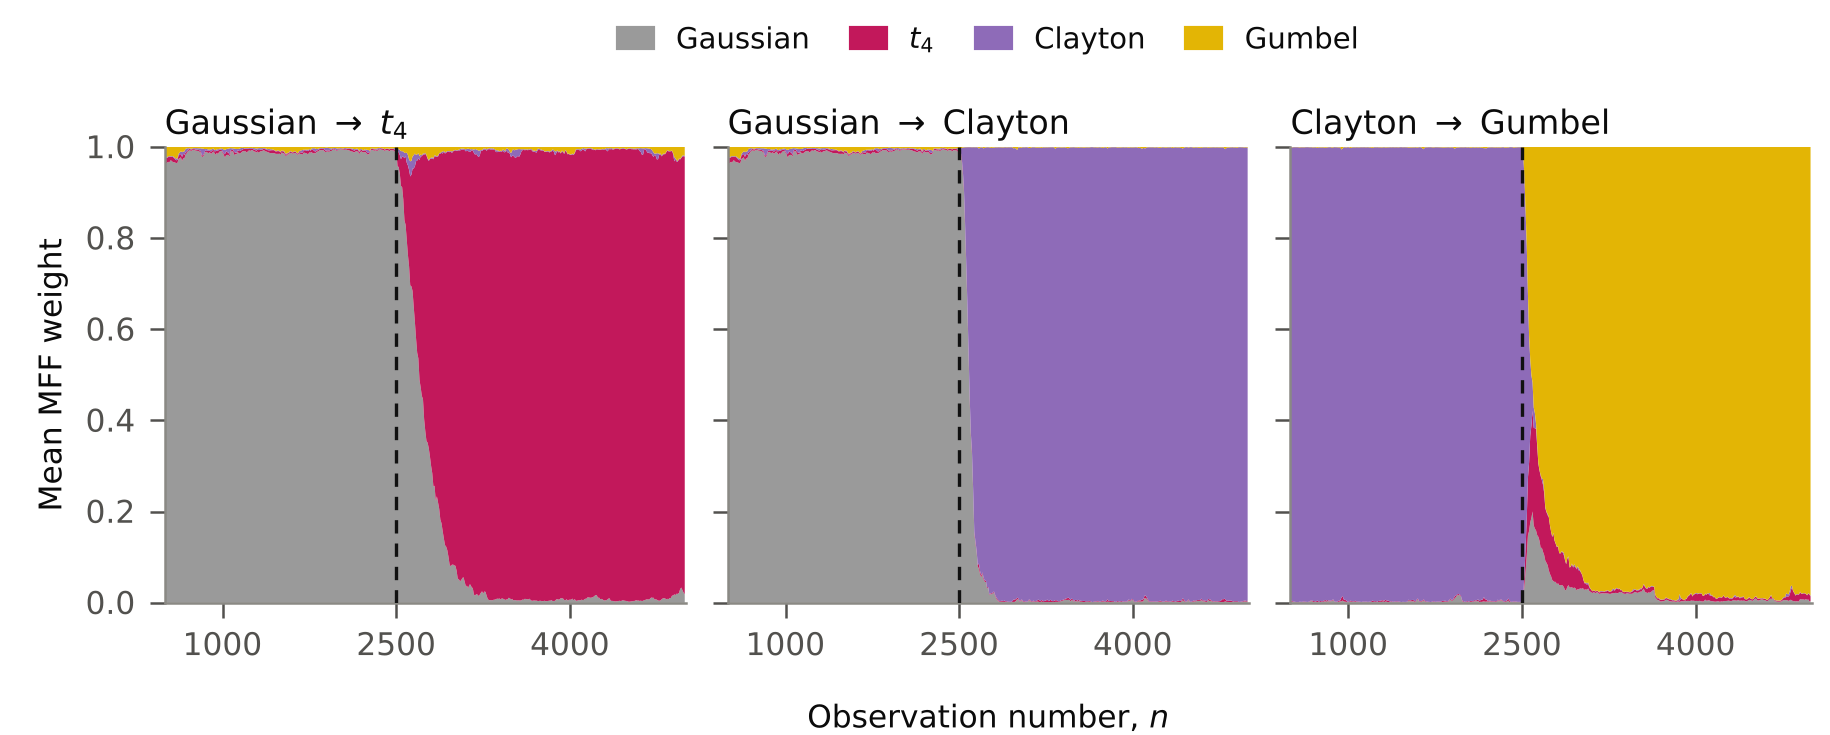 Gaussian t₄ Clayton Gumbel
Gaussian → t₄ Gaussian → Clayton Clayton → Gumbel
1.0
0.8
0.6
0.4
0.2
0.0
Mean MFF weight
1000 2500 4000 1000 2500 4000 1000 2500 4000
Observation number, n